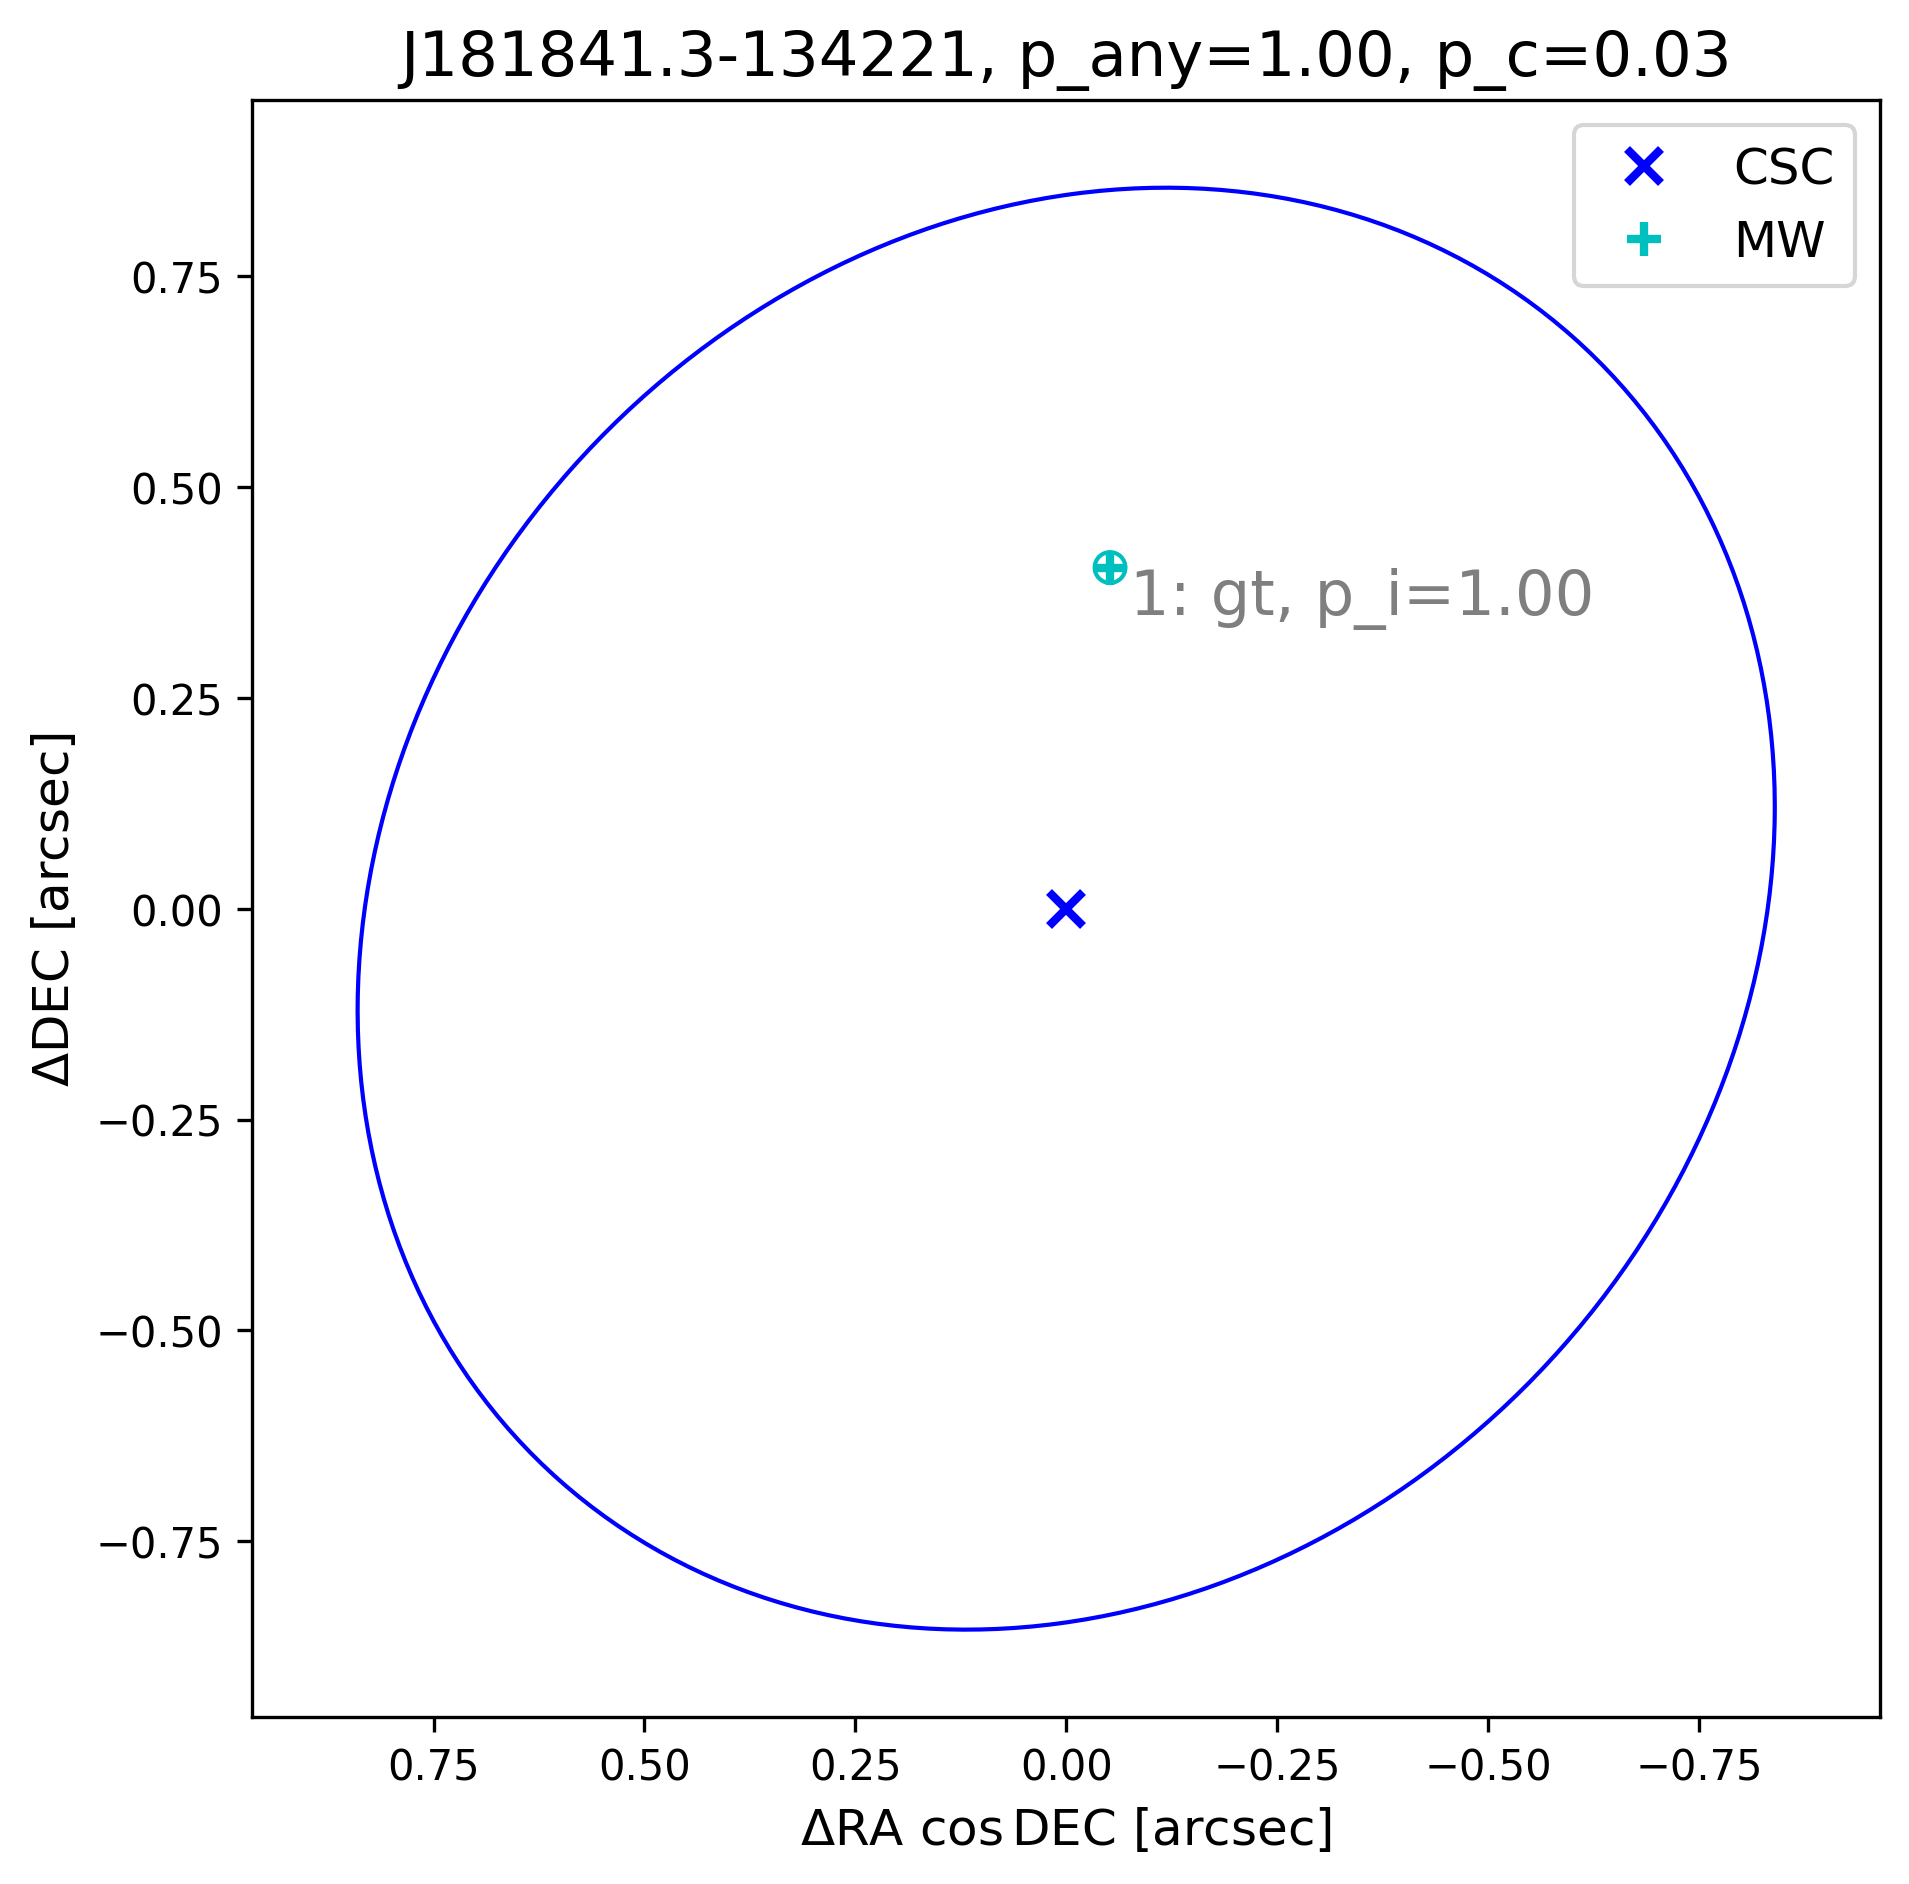 J181841.3-134221, p_any=1.00, p_c=0.03
CSC
MW
0.75
0.50
0.25
0.00
−0.25
−0.50
−0.75
ΔDEC [arcsec]
1: gt, p_i=1.00
0.75 0.50 0.25 0.00 −0.25 −0.50 −0.75
ΔRA cos DEC [arcsec]